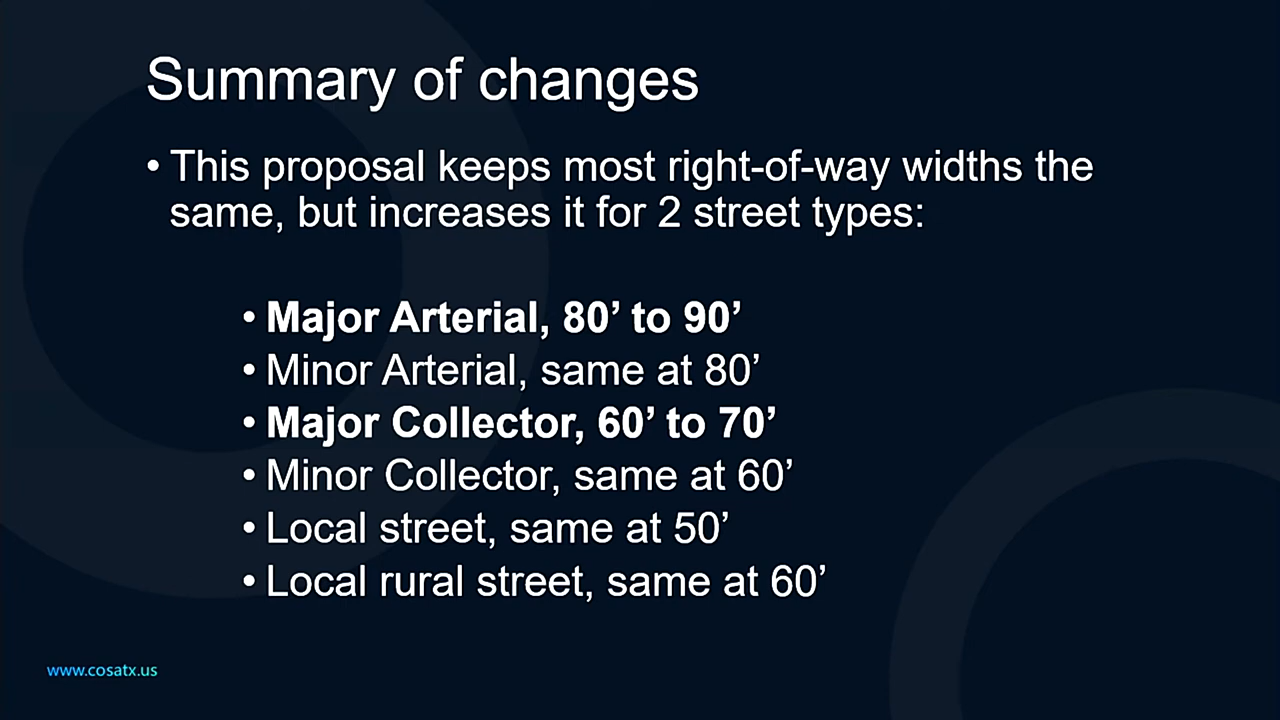 Summary of changes
• This proposal keeps most right-of-way widths the
same, but increases it for 2 street types:
• Major Arterial, 80’ to 90’
• Minor Arterial, same at 80’
• Major Collector, 60’ to 70’
• Minor Collector, same at 60’
• Local street, same at 50’
• Local rural street, same at 60’
www.cosatx.us